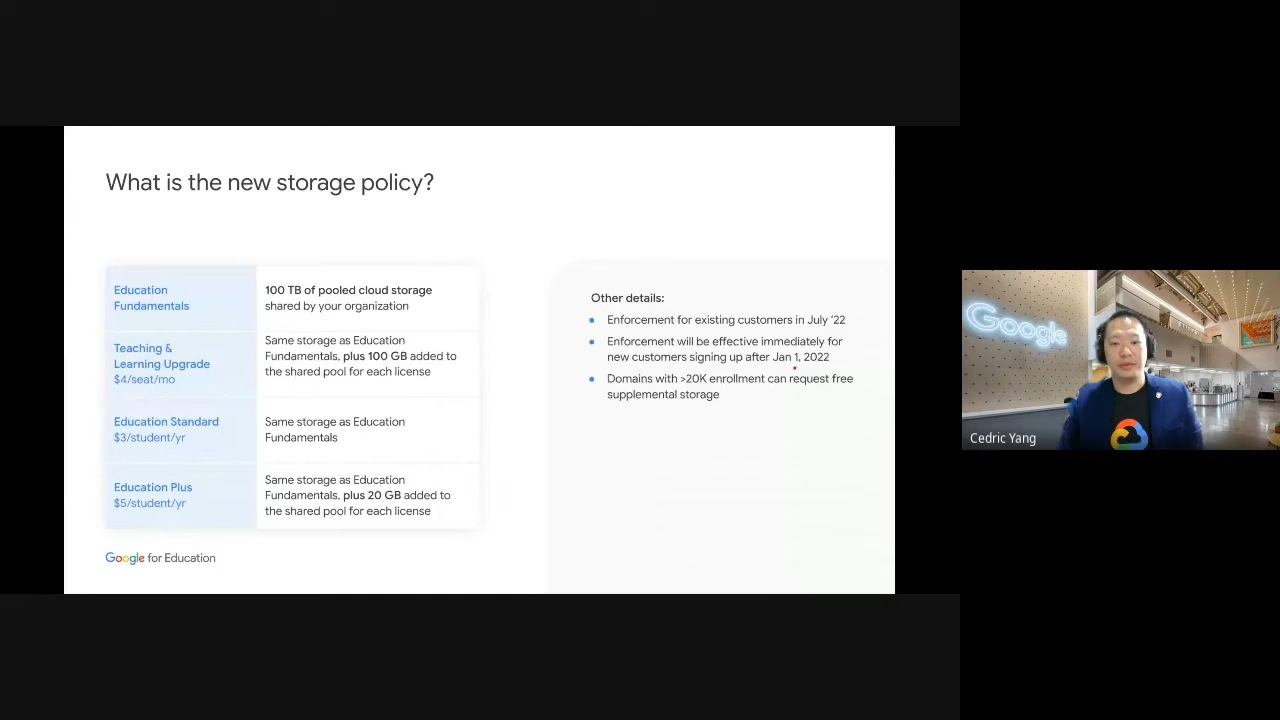 What is the new storage policy?
Education
Fundamentals
100 TB of pooled cloud storage
shared by your organization
Teaching &
Learning Upgrade
$4/seat/mo
Same storage as Education
Fundamentals, plus 100 GB added to
the shared pool for each license
Education Standard
$3/student/yr
Same storage as Education
Fundamentals
Education Plus
$5/student/yr
Same storage as Education
Fundamentals, plus 20 GB added to
the shared pool for each license
Google for Education
Other details:
Enforcement for existing customers in July ‘22
Enforcement will be effective immediately for
new customers signing up after Jan 1, 2022
Domains with >20K enrollment can request free
supplemental storage
Google
Cedric Yang